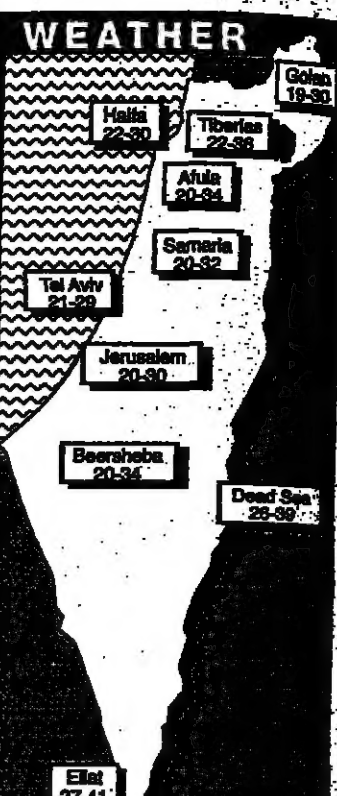 WEATHER
Golan
19-30
Haifa
22-30
Tiberias
22-36
Afula
20-34
Samaria
20-32
Tel Aviv
21-29
Jerusalem
20-30
Beersheba
20-34
Dead Sea
26-39
Eilat
27-41